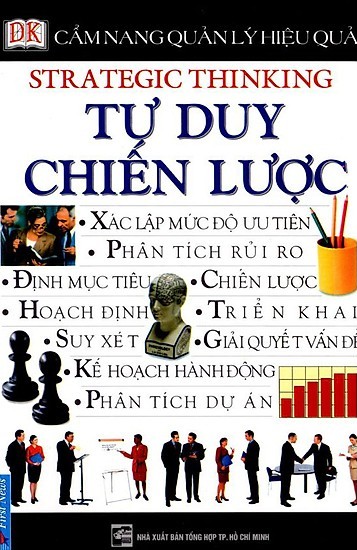 DK CẨM NANG QUẢN LÝ HIỆU QUẢ
STRATEGIC THINKING
TƯ DUY
CHIẾN LƯỢC
• XÁC LẬP MỨC ĐỘ ƯU TIÊN
• PHÂN TÍCH RỦI RO
• ĐỊNH MỤC TIÊU • CHIẾN LƯỢC
• HOẠCH ĐỊNH • TRIỂN KHAI
• SUY XÉT • GIẢI QUYẾT VẤN ĐỀ
• KẾ HOẠCH HÀNH ĐỘNG
• PHÂN TÍCH DỰ ÁN
First News
NHÀ XUẤT BẢN TỔNG HỢP TP. HỒ CHÍ MINH